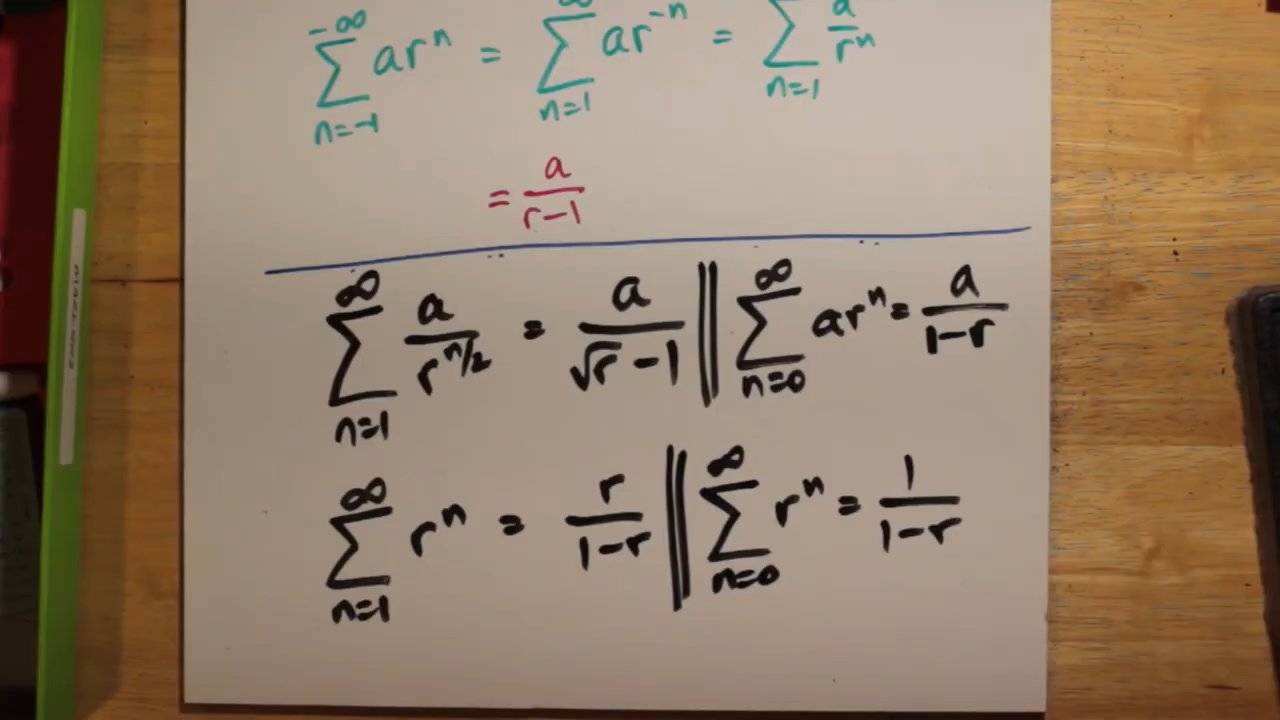 ∑_{n=-1}^{-∞} ar^n = ∑_{n=1}^{∞} ar^{-n} = ∑_{n=1} a/r^n
= a/(r-1)
∑_{n=1}^{∞} a/r^{n/2} = a/(√r - 1) || ∑_{n=0}^{∞} ar^n = a/(1-r)
∑_{n=1}^{∞} r^n = r/(1-r) || ∑_{n=0}^{∞} r^n = 1/(1-r)